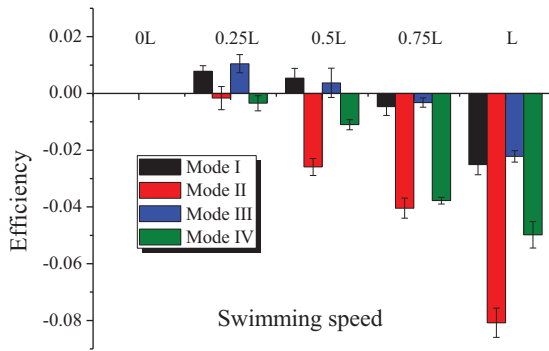 0.02
0.00
-0.02
-0.04
-0.06
-0.08
Efficiency
0L 0.25L 0.5L 0.75L L
Mode I
Mode II
Mode III
Mode IV
Swimming speed